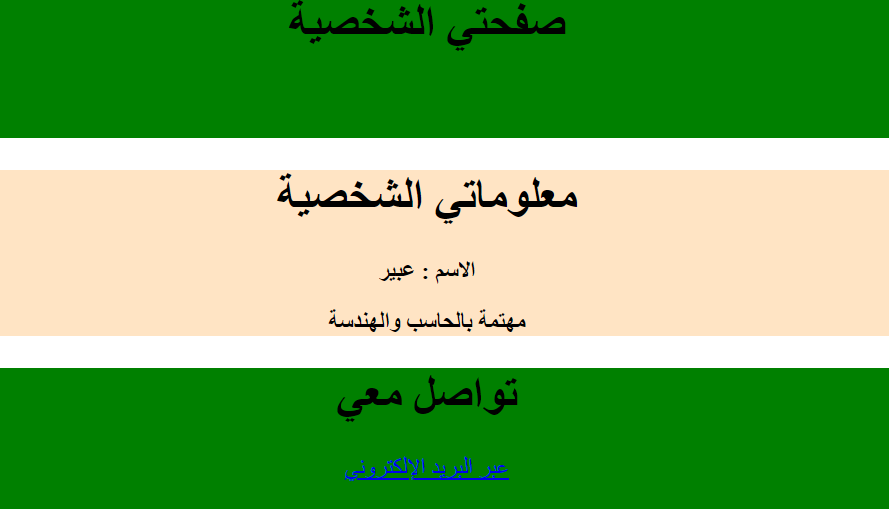 صفحتي الشخصية
معلوماتي الشخصية
الاسم : عبير
مهتمة بالحاسب والهندسة
تواصل معي
عبر البريد الإلكتروني